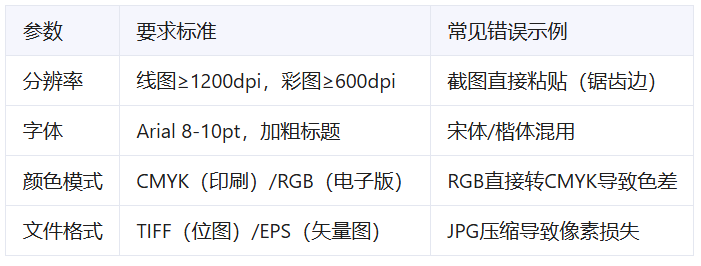 参数 要求标准 常见错误示例
分辨率 线图≥1200dpi，彩图≥600dpi 截图直接粘贴（锯齿边）
字体 Arial 8-10pt，加粗标题 宋体/楷体混用
颜色模式 CMYK（印刷）/RGB（电子版） RGB直接转CMYK导致色差
文件格式 TIFF（位图）/EPS（矢量图） JPG压缩导致像素损失